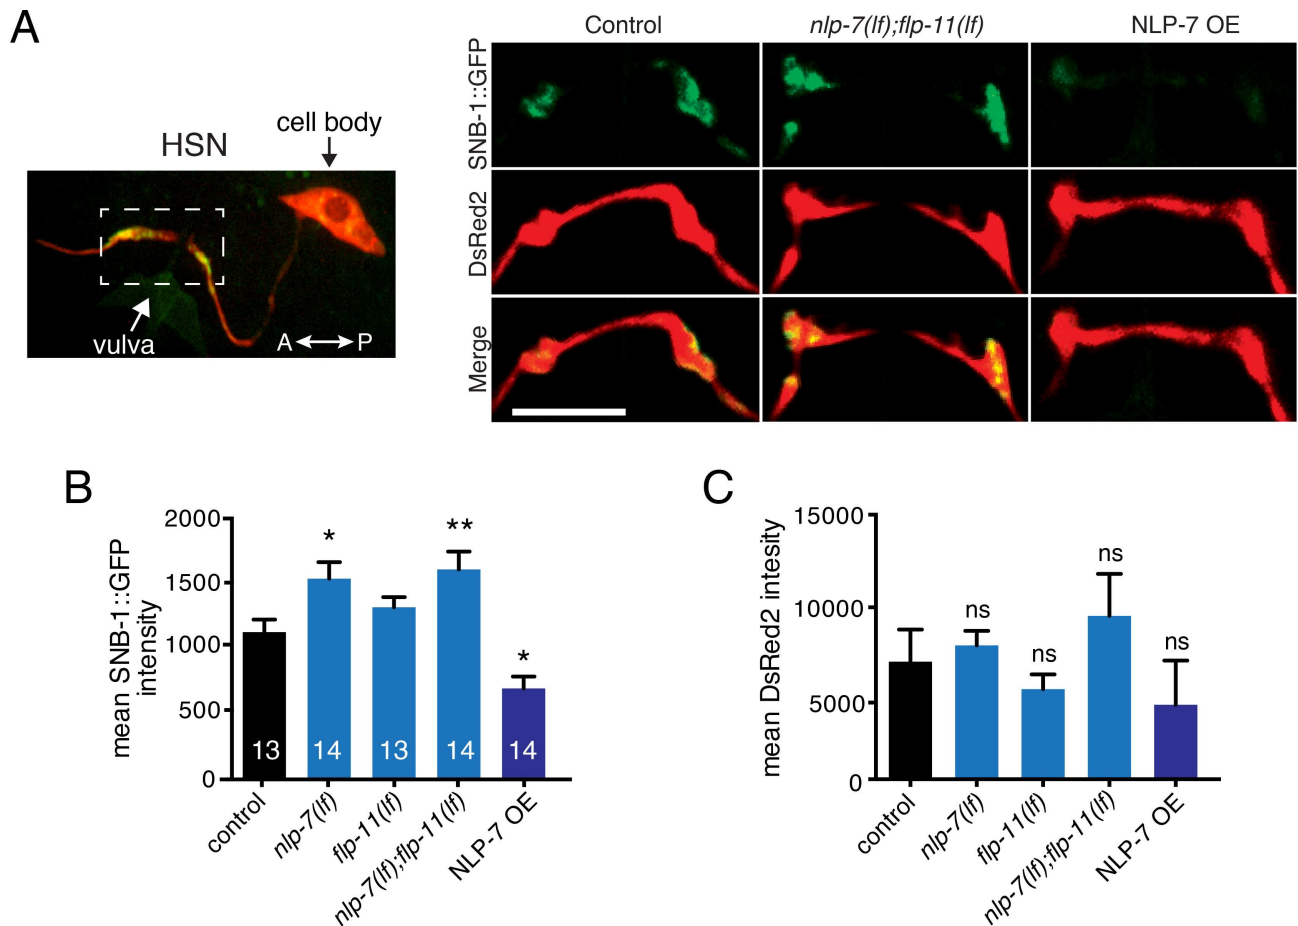 A
HSN
cell body
vulva
A P
Control
nlp-7(lf);flp-11(lf)
NLP-7 OE
SNB-1::GFP
DsRed2
Merge
B
mean SNB-1::GFP
intensity
2000
1500
1000
500
0
*
**
*
13
14
13
14
14
control
nlp-7(lf)
flp-11(lf)
nlp-7(lf);flp-11(lf)
NLP-7 OE
C
mean DsRed2 intesity
15000
10000
5000
0
ns
ns
ns
ns
control
nlp-7(lf)
flp-11(lf)
nlp-7(lf);flp-11(lf)
NLP-7 OE